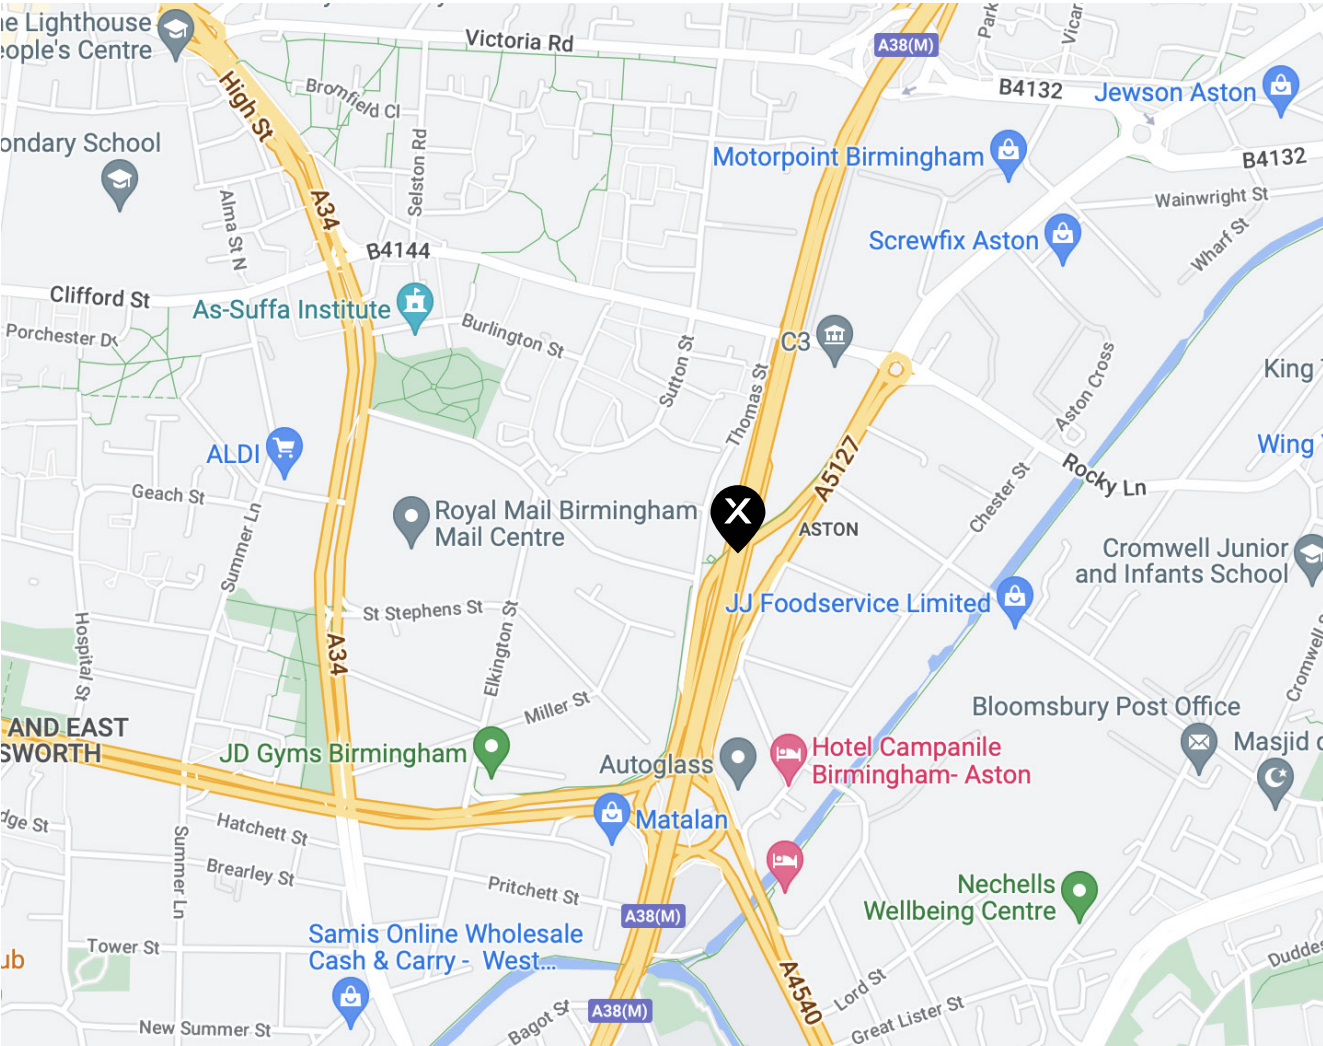 e Lighthouse
eople's Centre
Victoria Rd
A38(M)
Park
Vicar
B4132
Jewson Aston
High St
Bromfield Cl
ondary School
Selston Rd
Motorpoint Birmingham
B4132
Wainwright St
Alma St N
A34
B4144
Screwfix Aston
Wharf St
Clifford St
As-Suffa Institute
Porchester Dr
Burlington St
Sutton St
C3
Thomas St
Aston Cross
King
ALDI
A5127
Wing
Geach St
Rocky Ln
Summer Ln
Royal Mail Birmingham
Mail Centre
X
ASTON
Chester St
Cromwell Junior
and Infants School
St Stephens St
JJ Foodservice Limited
Hospital St
A34
Elkington St
Cromwell S
Miller St
Bloomsbury Post Office
AND EAST
SWORTH
JD Gyms Birmingham
Autoglass
Hotel Campanile
Birmingham- Aston
Masjid
dge St
Hatchett St
Matalan
Summer Ln
Brearley St
Pritchett St
Nechells
Wellbeing Centre
A38(M)
Samis Online Wholesale
Cash & Carry - West...
Tower St
ub
Duddes
A4540
Lord St
New Summer St
Bagot St
A38(M)
Great Lister St